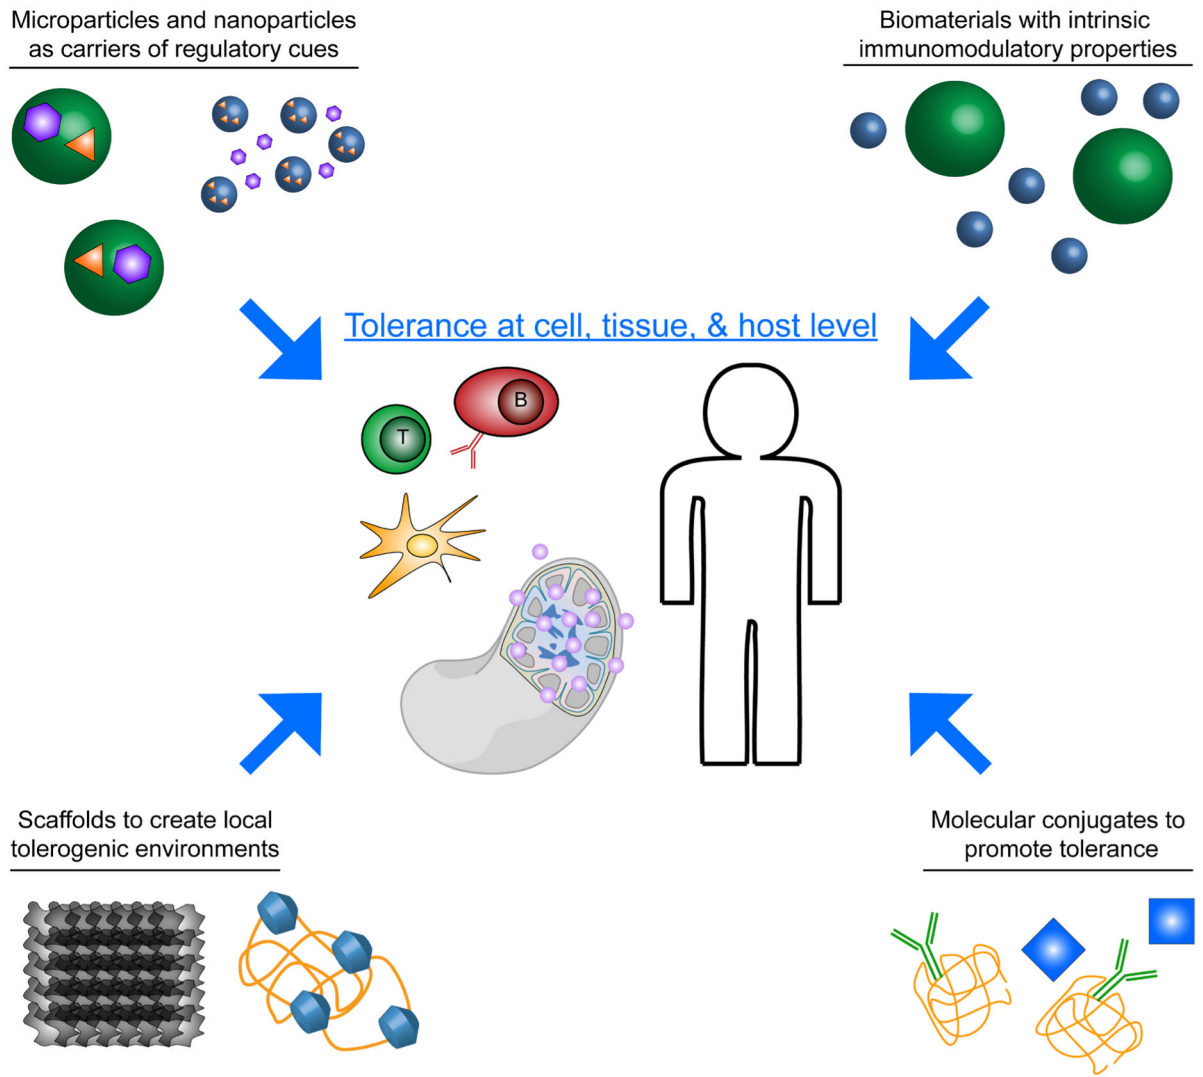 Microparticles and nanoparticles
as carriers of regulatory cues
Biomaterials with intrinsic
immunomodulatory properties
Tolerance at cell, tissue, & host level
B
T
Scaffolds to create local
tolerogenic environments
Molecular conjugates to
promote tolerance